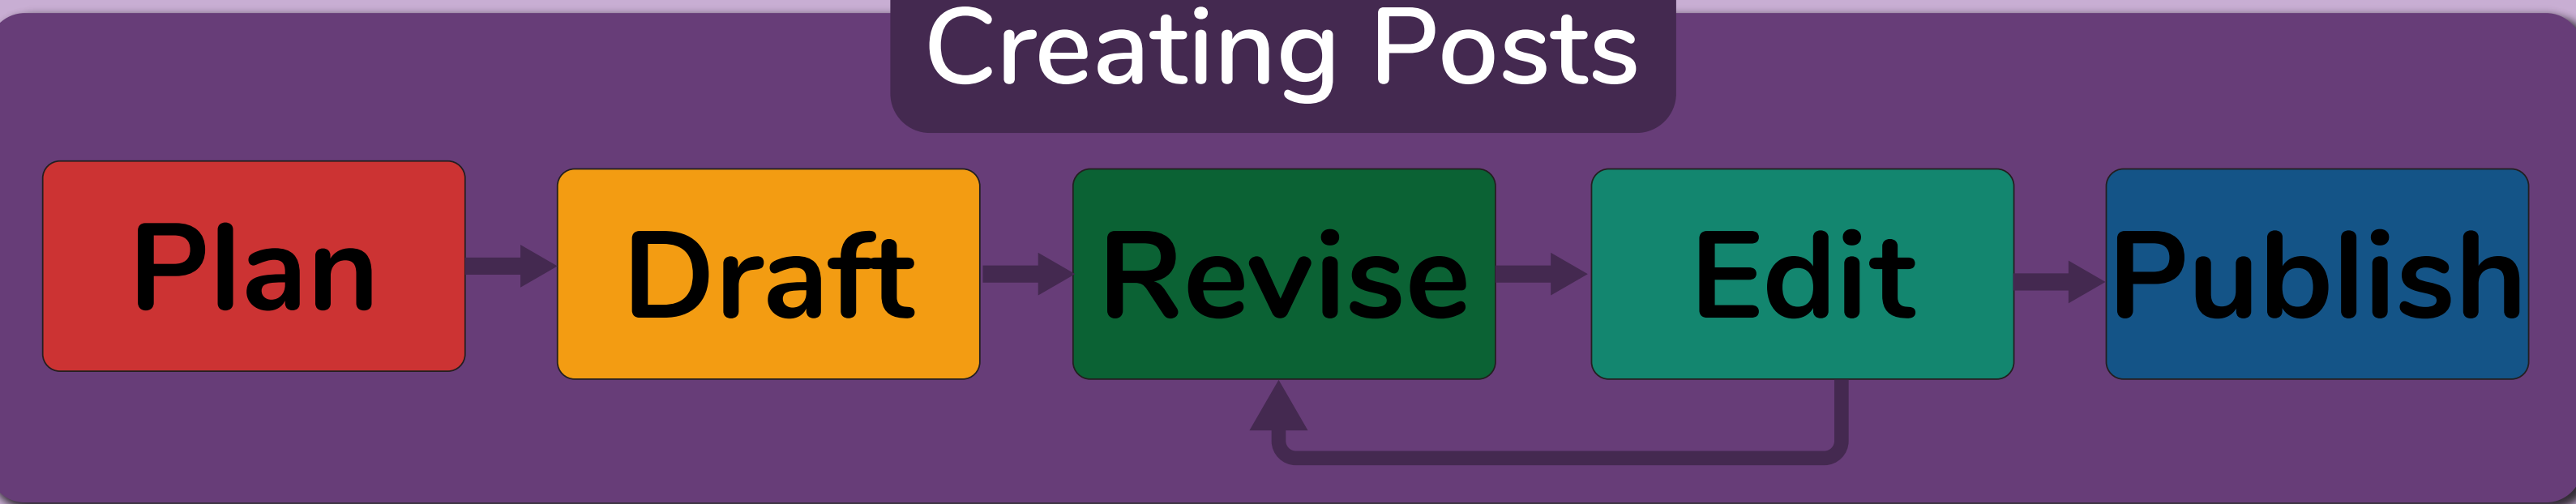 Creating Posts
Plan
Draft
Revise
Edit
Publish